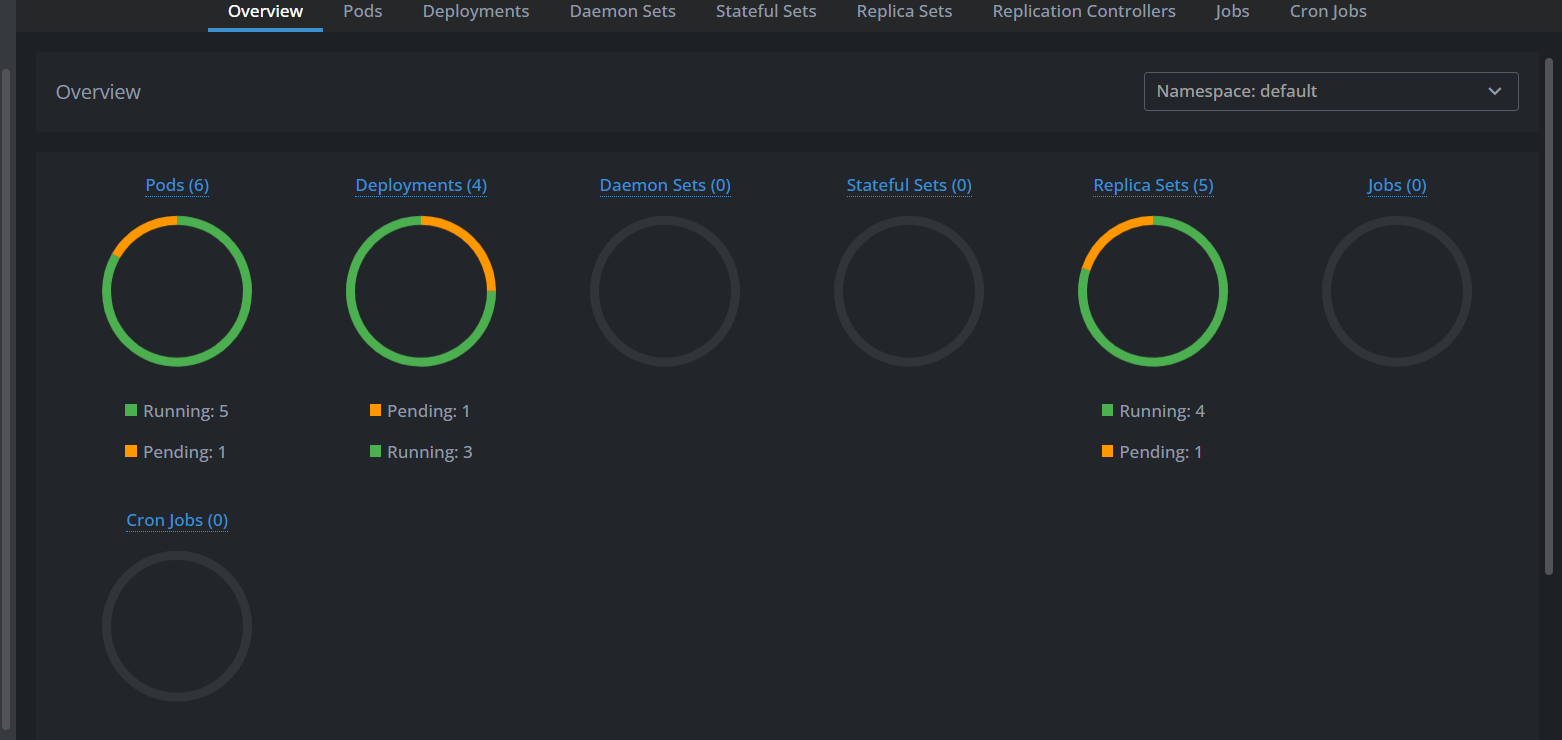 Overview Pods Deployments Daemon Sets Stateful Sets Replica Sets Replication Controllers Jobs Cron Jobs
Overview
Namespace: default
Pods (6) Deployments (4) Daemon Sets (0) Stateful Sets (0) Replica Sets (5) Jobs (0)
Running: 5 Pending: 1 Running: 4
Pending: 1 Running: 3 Pending: 1
Cron Jobs (0)